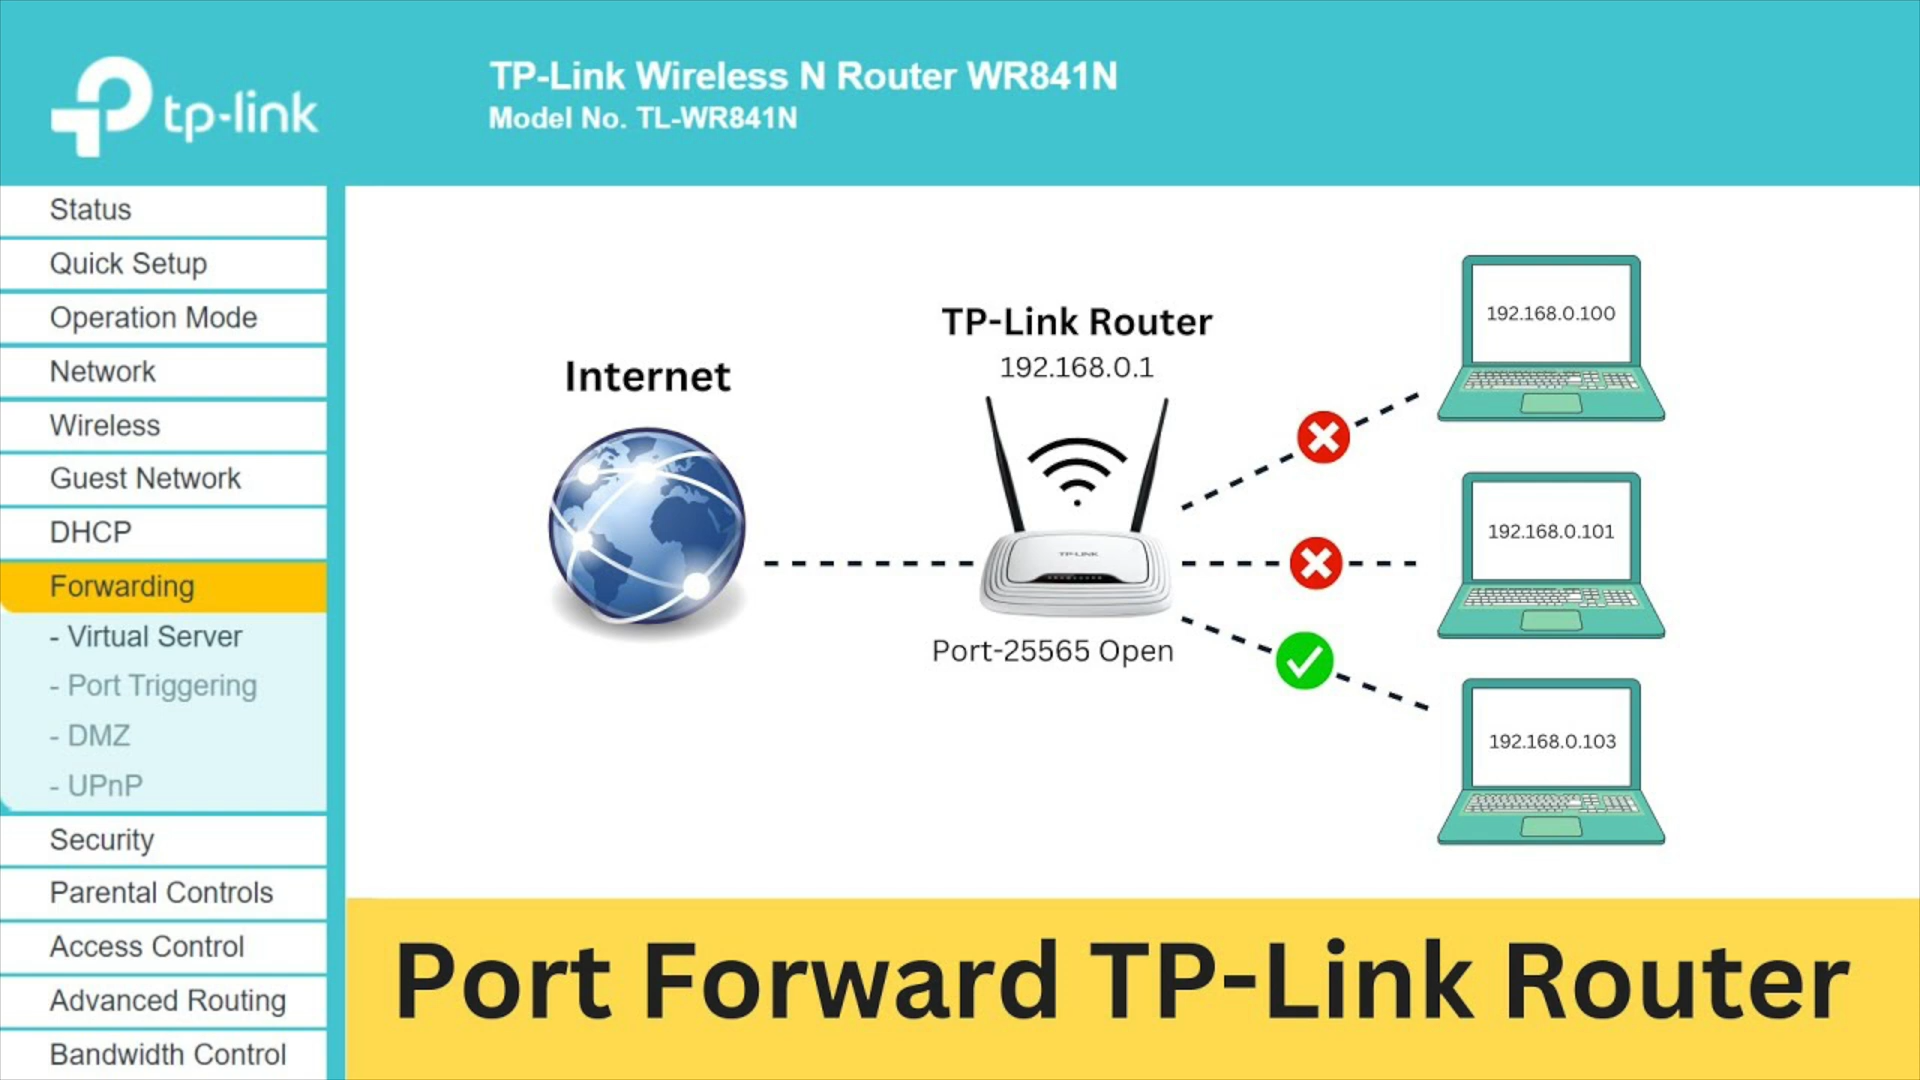 tp-link
TP-Link Wireless N Router WR841N
Model No. TL-WR841N
Status
Quick Setup
Operation Mode
Network
Wireless
Guest Network
DHCP
Forwarding
- Virtual Server
- Port Triggering
- DMZ
- UPnP
Security
Parental Controls
Access Control
Advanced Routing
Bandwidth Control
Internet
TP-Link Router
192.168.0.1
TP-LINK
Port-25565 Open
192.168.0.100
192.168.0.101
192.168.0.103
Port Forward TP-Link Router